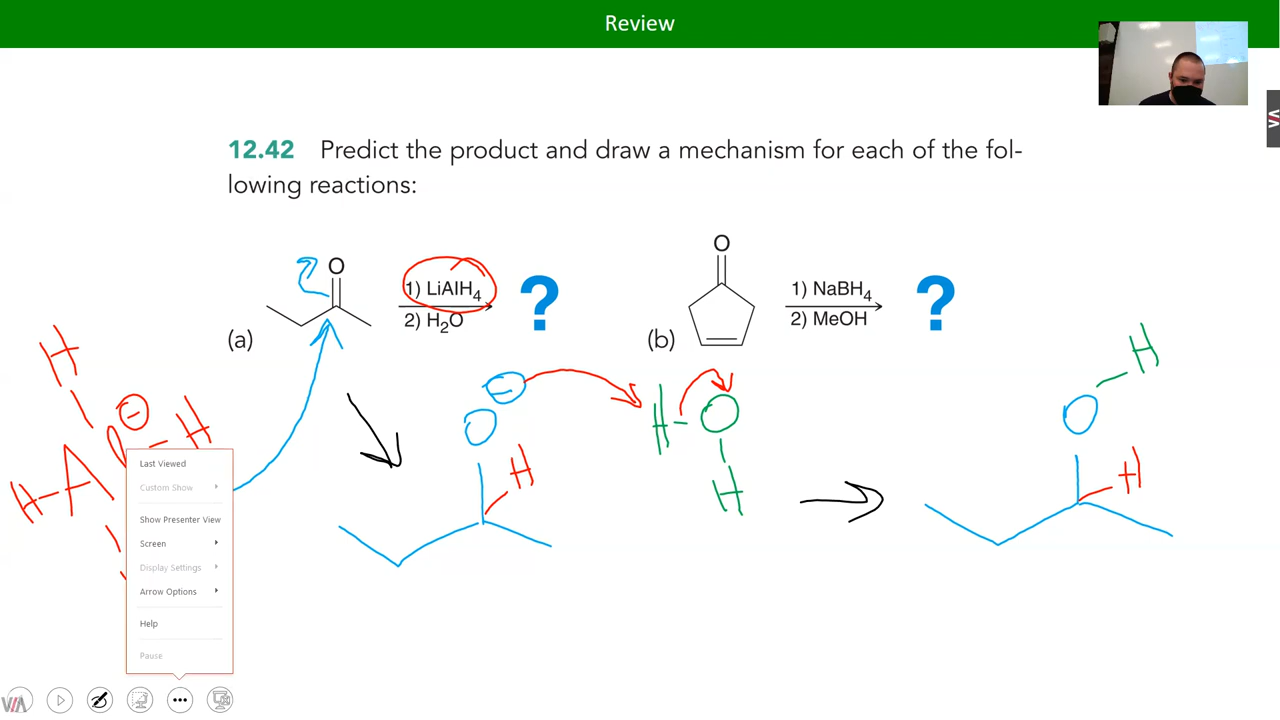 Review
12.42 Predict the product and draw a mechanism for each of the fol-
lowing reactions:
(a)
O
1) LiAlH4
2) H2O
?
(b)
O
1) NaBH4
2) MeOH
?
H
H
H-Al
⊖
-H
⊖
O
H
H-O
H
H
O
H
Last Viewed
Custom Show
Show Presenter View
Screen
Display Settings
Arrow Options
Help
Pause
VIA